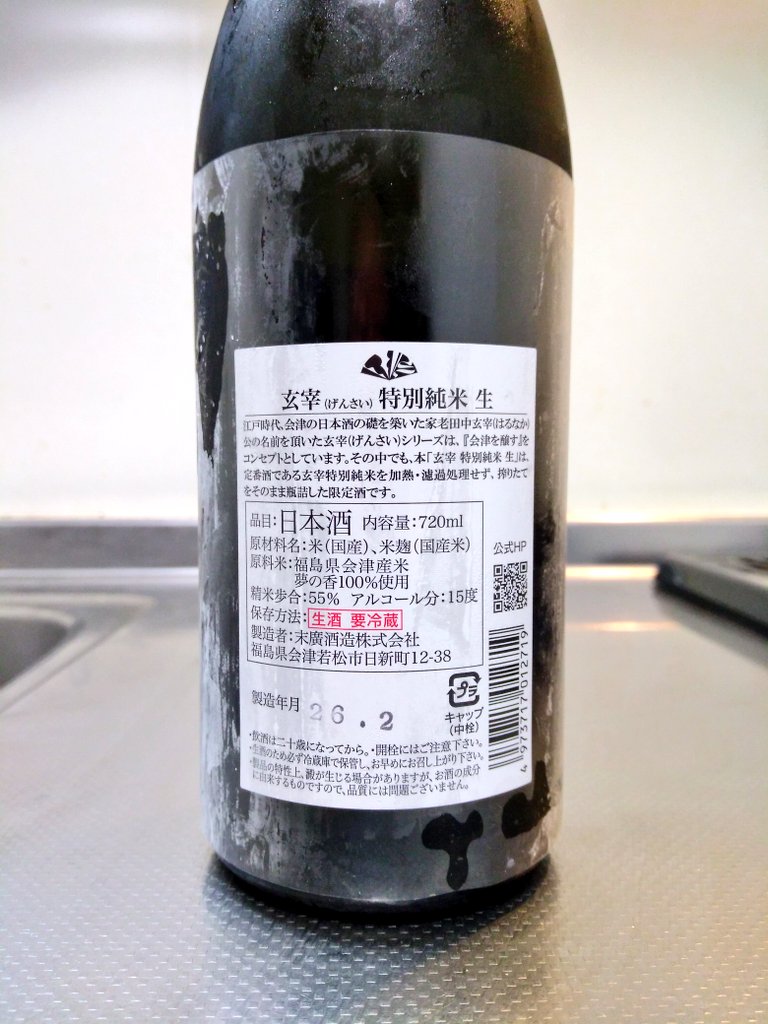 玄宰(げんさい) 特別純米 生
江戸時代、会津の日本酒の礎を築いた家老田中玄宰(はるなか)
公の名前を頂いた玄宰(げんさい)シリーズは、『会津を醸す』を
コンセプトとしています。その中でも、本「玄宰 特別純米 生」は、
定番酒である玄宰特別純米を加熱・濾過処理せず、搾りたて
をそのまま瓶詰した限定酒です。
品目:日本酒 内容量:720ml
原材料名:米(国産)、米麹(国産米)
原料米:福島県会津産米
夢の香100%使用
精米歩合:55% アルコール分:15度
保存方法:生酒 要冷蔵
製造者:末廣酒造株式会社
福島県会津若松市日新町12-38
公式HP
製造年月 26.2
プラ
キャップ
(中栓)
4 973717 012719
・飲酒は二十歳になってから。・開栓にはご注意下さい。
・生酒のため必ず冷蔵庫で保管し、お早めにお召し上がり下さい。
・製品の特性上、澱が生じる場合がありますが、お酒の成分
に由来するものですので、品質には問題ございません。